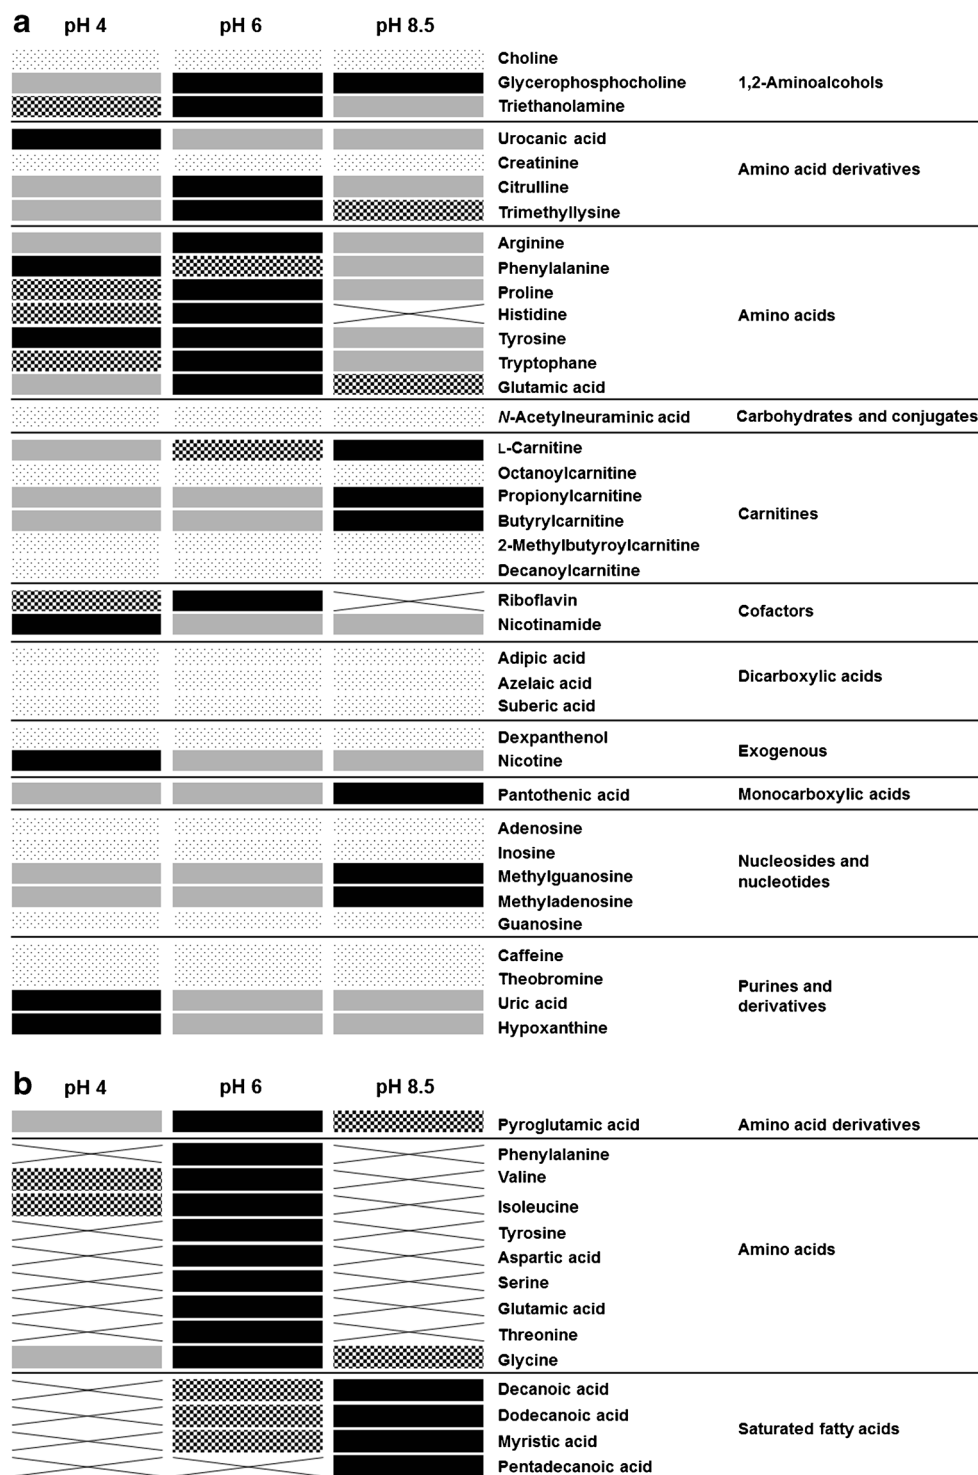 a pH 4 pH 6 pH 8.5
Choline
Glycerophosphocholine 1,2-Aminoalcohols
Triethanolamine
Urocanic acid
Creatinine
Amino acid derivatives
Citrulline
Trimethyllysine
Arginine
Phenylalanine
Proline
Histidine Amino acids
Tyrosine
Tryptophane
Glutamic acid
N-Acetylneuraminic acid Carbohydrates and conjugates
L-Carnitine
Octanoylcarnitine
Propionylcarnitine
Carnitines
Butyrylcarnitine
2-Methylbutyroylcarnitine
Decanoylcarnitine
Riboflavin
Cofactors
Nicotinamide
Adipic acid
Dicarboxylic acids
Azelaic acid
Suberic acid
Dexpanthenol
Exogenous
Nicotine
Pantothenic acid Monocarboxylic acids
Adenosine
Inosine
Nucleosides and
Methylguanosine
nucleotides
Methyladenosine
Guanosine
Caffeine
Theobromine
Purines and
Uric acid
derivatives
Hypoxanthine
b pH 4 pH 6 pH 8.5
Pyroglutamic acid Amino acid derivatives
Phenylalanine
Valine
Isoleucine
Tyrosine
Amino acids
Aspartic acid
Serine
Glutamic acid
Threonine
Glycine
Decanoic acid
Dodecanoic acid
Saturated fatty acids
Myristic acid
Pentadecanoic acid